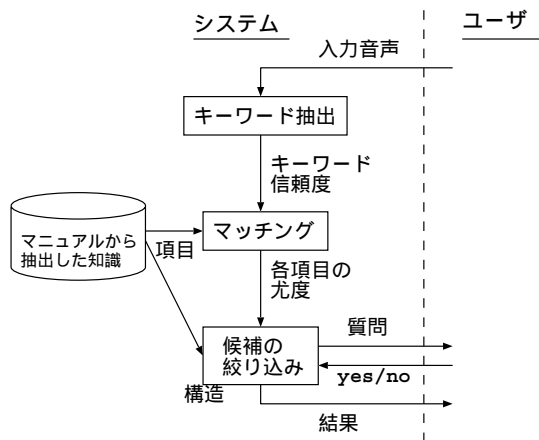 システム
ユーザ
入力音声
キーワード抽出
キーワード
信頼度
マニュアルから
抽出した知識
項目
マッチング
各項目の
尤度
候補の
絞り込み
質問
yes/no
構造
結果